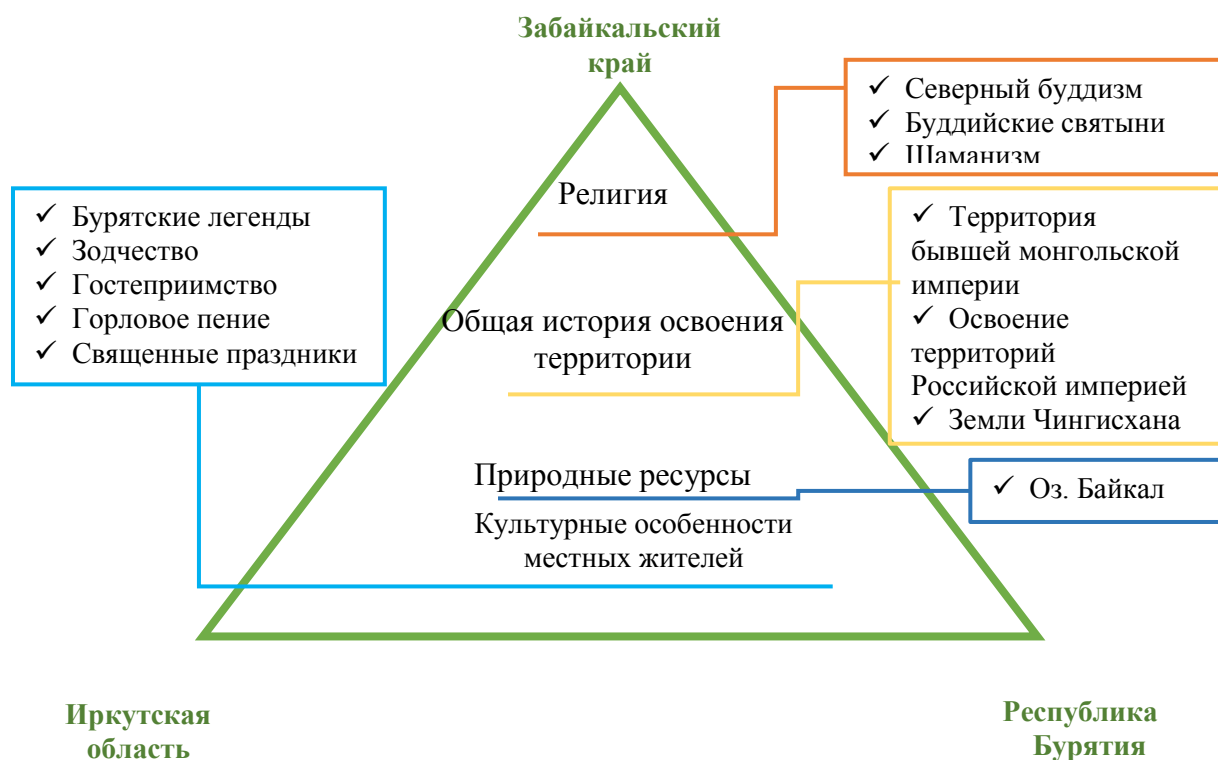 Забайкальский
край
✓ Северный буддизм
✓ Буддийские святыни
✓ Шаманизм
Религия
✓ Бурятские легенды
✓ Зодчество
✓ Гостеприимство
✓ Горловое пение
✓ Священные праздники
✓ Территория
бывшей монгольской
империи
✓ Освоение
территорий
Российской империей
✓ Земли Чингисхана
Общая история освоения
территории
Природные ресурсы
✓ Оз. Байкал
Культурные особенности
местных жителей
Иркутская
область
Республика
Бурятия